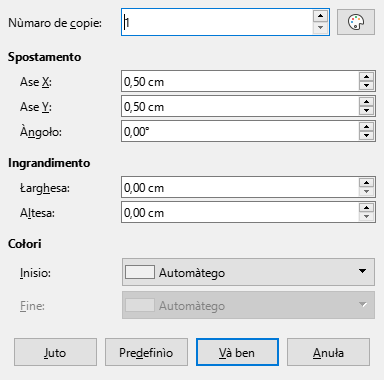 Nùmaro de copie: 1
Spostamento
Ase X: 0,50 cm
Ase Y: 0,50 cm
Àngoło: 0,00°
Ingrandimento
Łarghesa: 0,00 cm
Altesa: 0,00 cm
Colori
Inisio: Automàtego
Fine: Automàtego
Juto Predefinìo Và ben Anuła